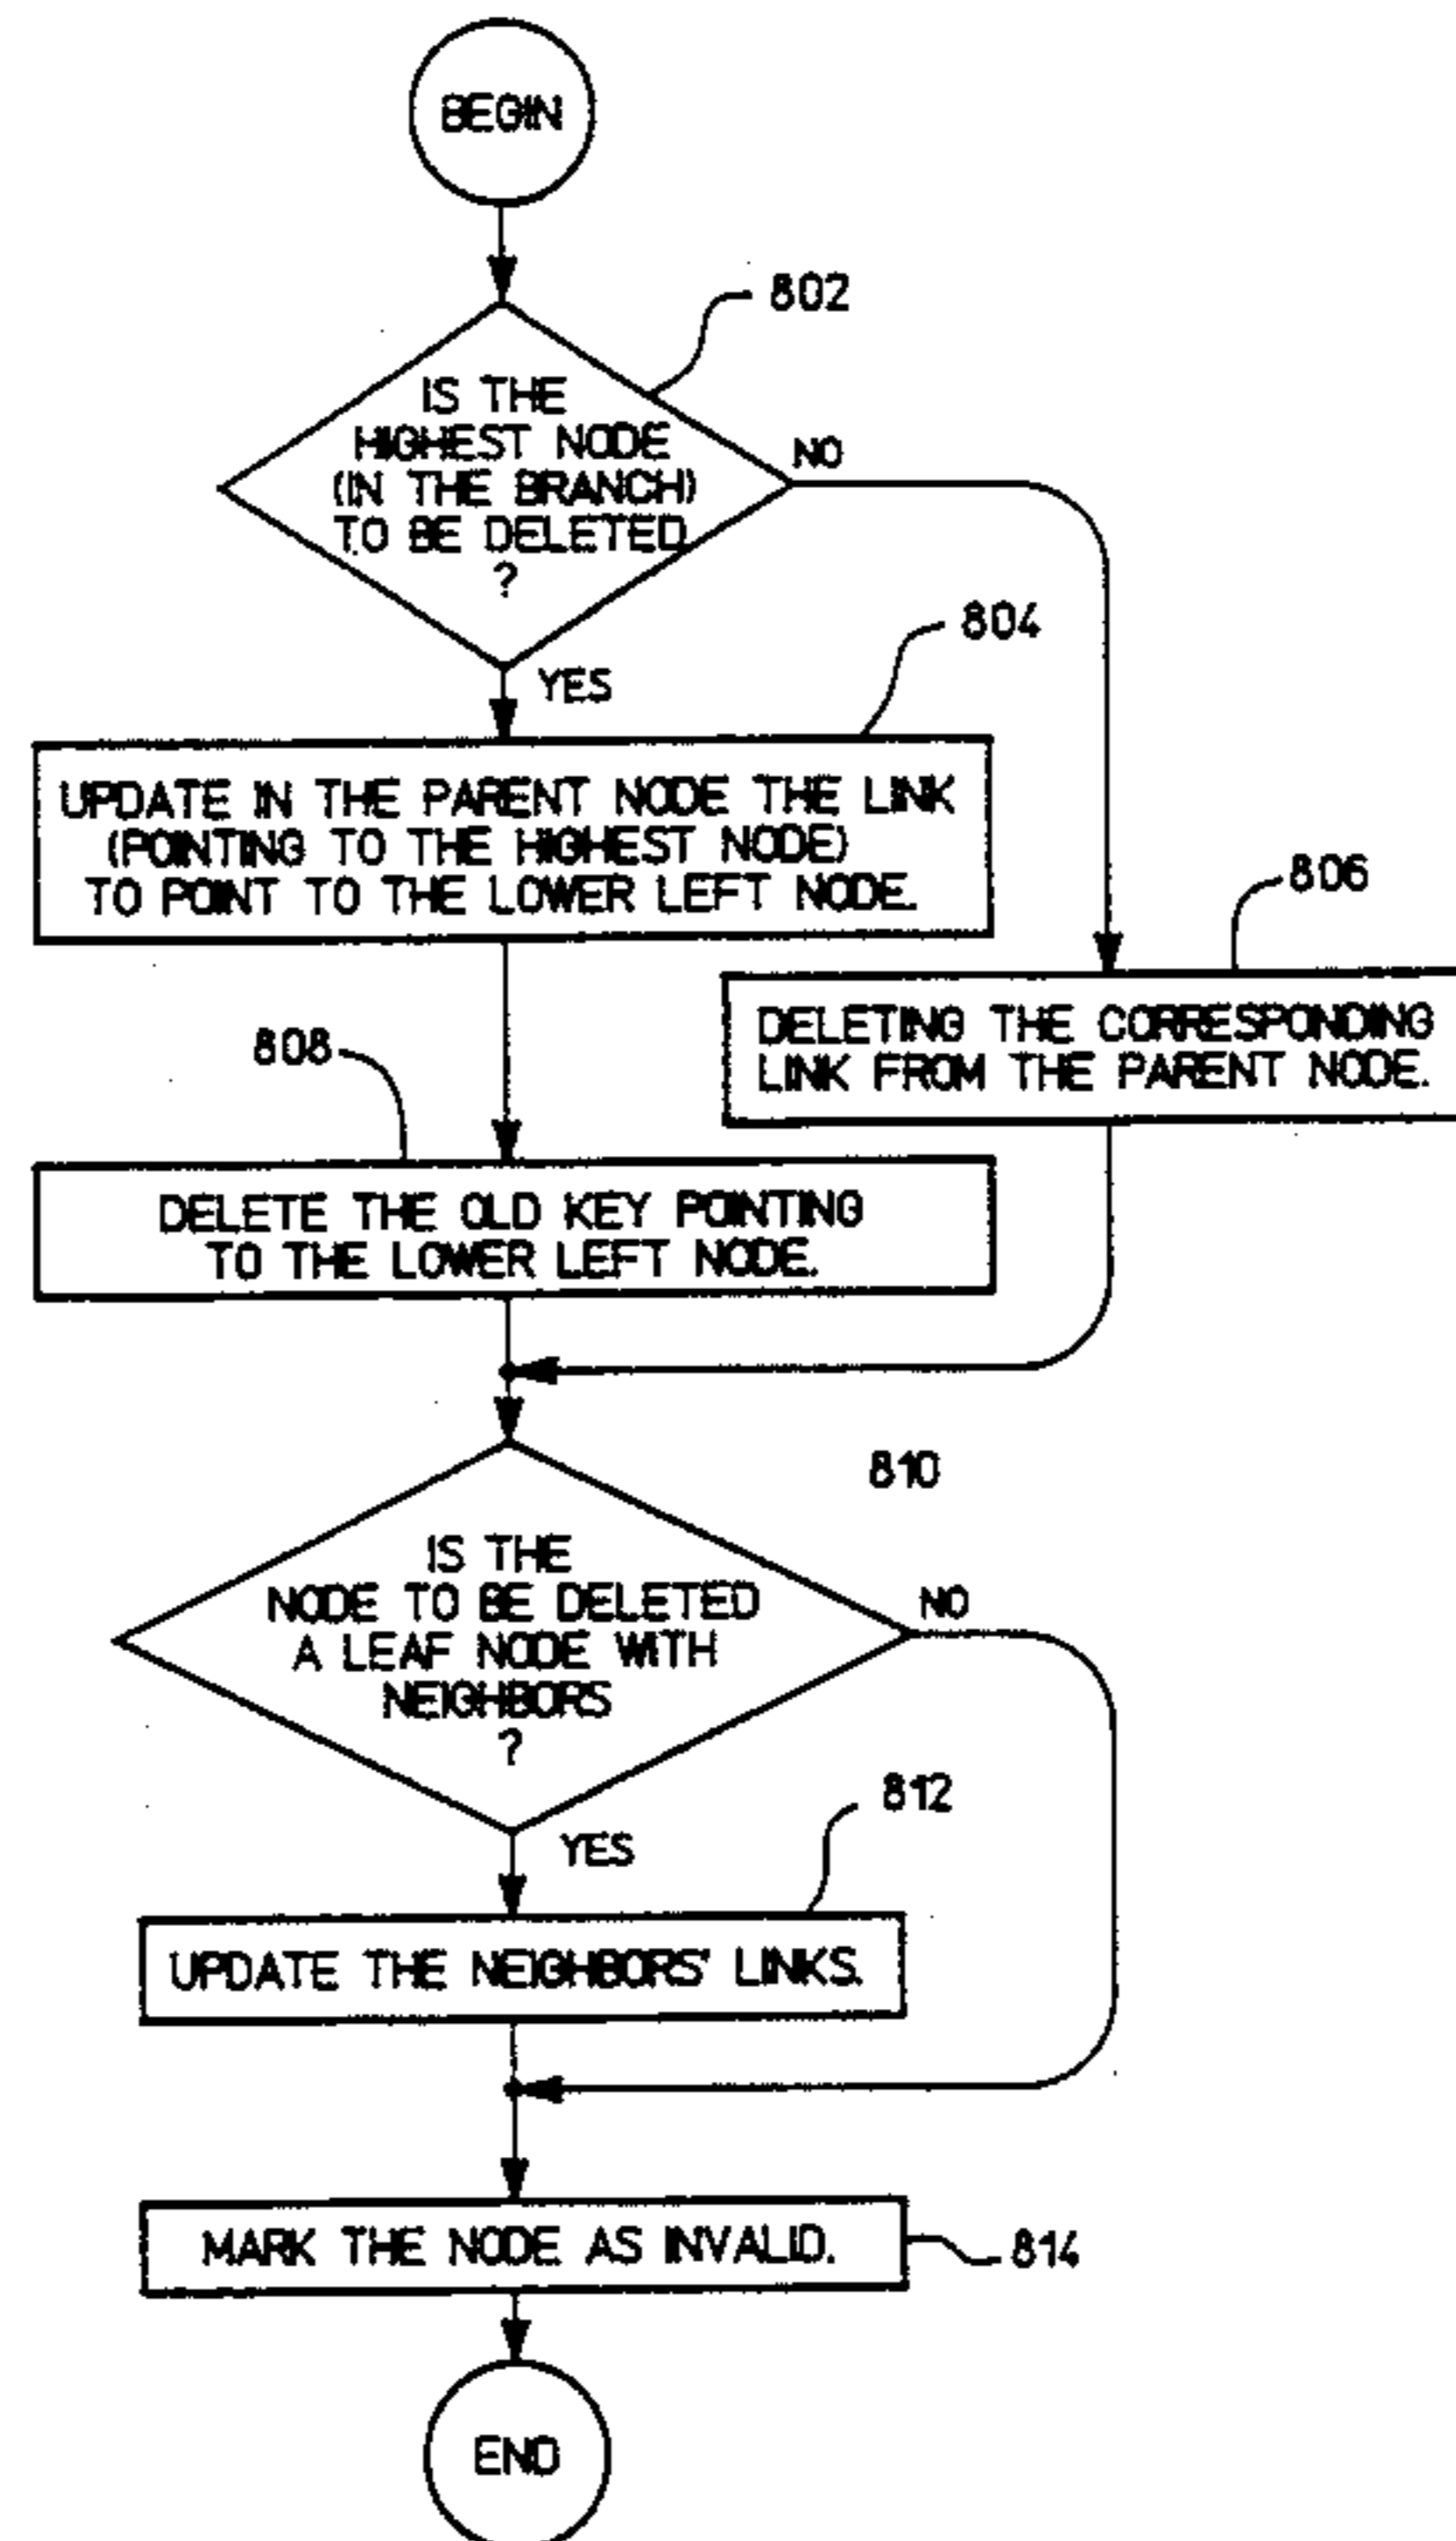 BEGIN
802
IS THE
HIGHEST NODE
(IN THE BRANCH)
TO BE DELETED
?
NO
YES
804
UPDATE IN THE PARENT NODE THE LINK
(POINTING TO THE HIGHEST NODE)
TO POINT TO THE LOWER LEFT NODE.
806
DELETING THE CORRESPONDING
LINK FROM THE PARENT NODE.
808
DELETE THE OLD KEY POINTING
TO THE LOWER LEFT NODE.
810
IS THE
NODE TO BE DELETED
A LEAF NODE WITH
NEIGHBORS
?
NO
YES
812
UPDATE THE NEIGHBORS' LINKS.
MARK THE NODE AS INVALID.
814
END